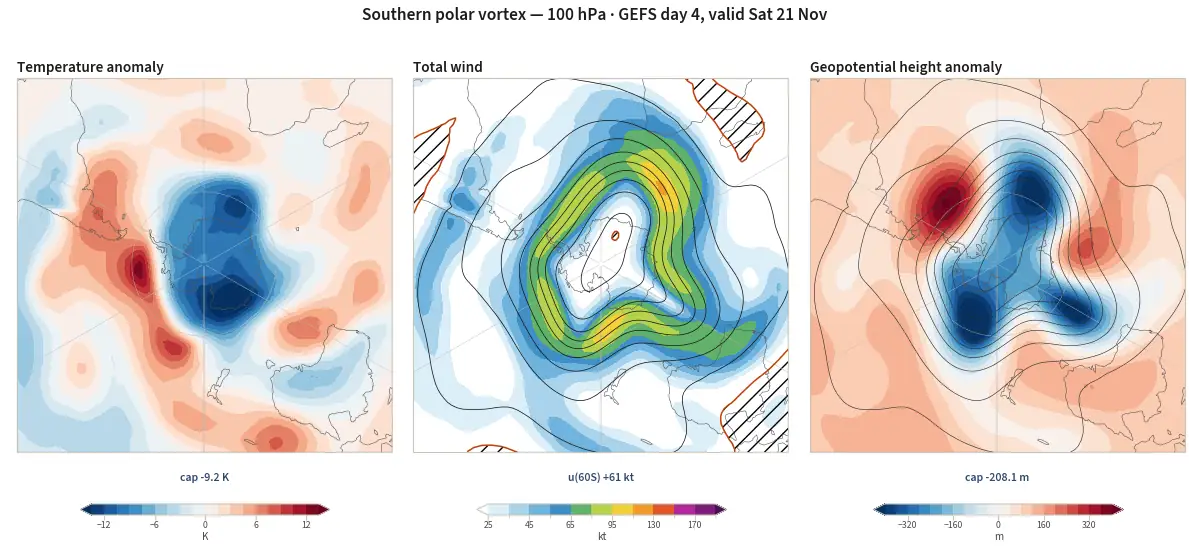 Southern polar vortex — 100 hPa · GEFS day 4, valid Sat 21 Nov
Temperature anomaly
Total wind
Geopotential height anomaly
cap -9.2 K
u(60S) +61 kt
cap -208.1 m
−12 −6 0 6 12
K
25 45 65 95 130 170
kt
−320 −160 0 160 320
m